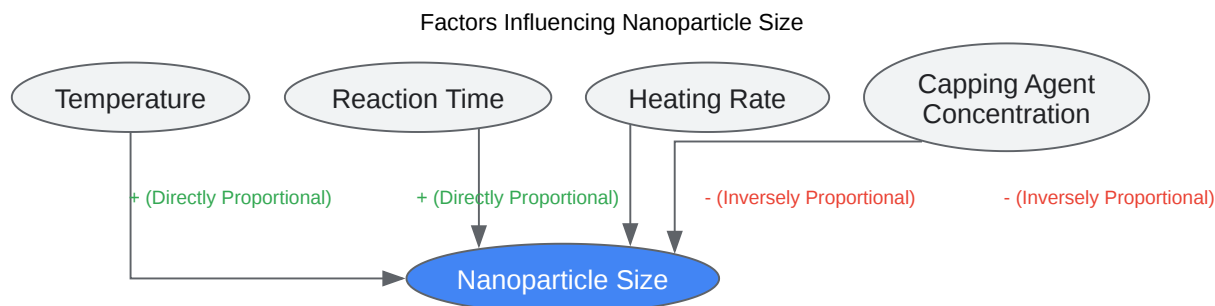 Factors Influencing Nanoparticle Size
Temperature
Reaction Time
Heating Rate
Capping Agent
Concentration
+ (Directly Proportional)
+ (Directly Proportional)
- (Inversely Proportional)
- (Inversely Proportional)
Nanoparticle Size